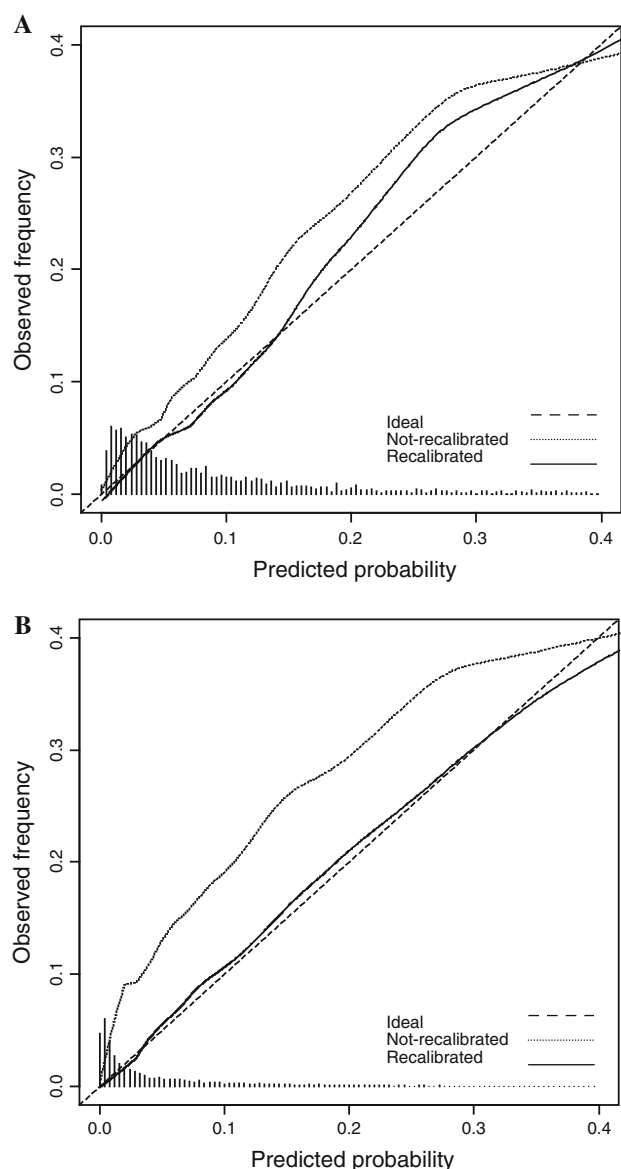 A
Observed frequency
0.4
0.3
0.2
0.1
0.0
Ideal
Not-recalibrated
Recalibrated
0.0 0.1 0.2 0.3 0.4
Predicted probability
B
Observed frequency
0.4
0.3
0.2
0.1
0.0
Ideal
Not-recalibrated
Recalibrated
0.0 0.1 0.2 0.3 0.4
Predicted probability